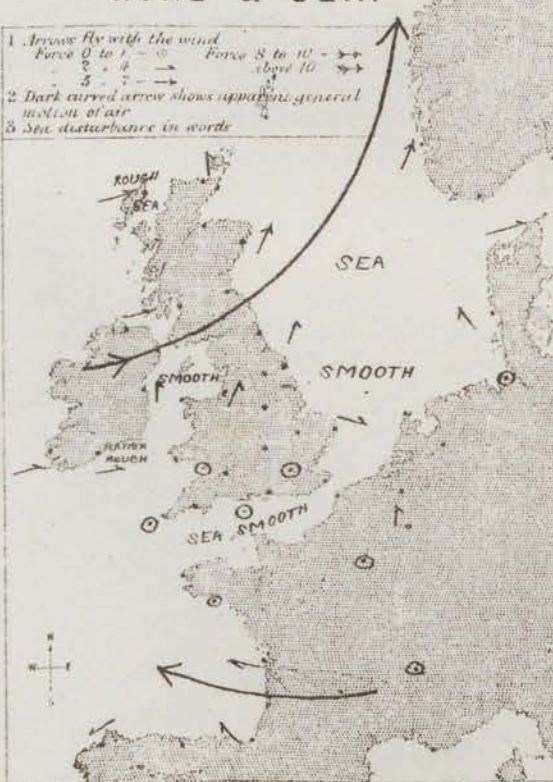 WIND & SEA.
1 Arrows fly with the wind
Force 0 to 1 - ⊙ Force 8 to 10 -
" 2 " 4 - above 10
" 5 " 7 -
2 Dark curved arrow shows apparent general
motion of air
3 Sea disturbance in words
ROUGH
SEA
SEA
SMOOTH
SMOOTH
RATHER
ROUGH
SEA SMOOTH
N
W E
S